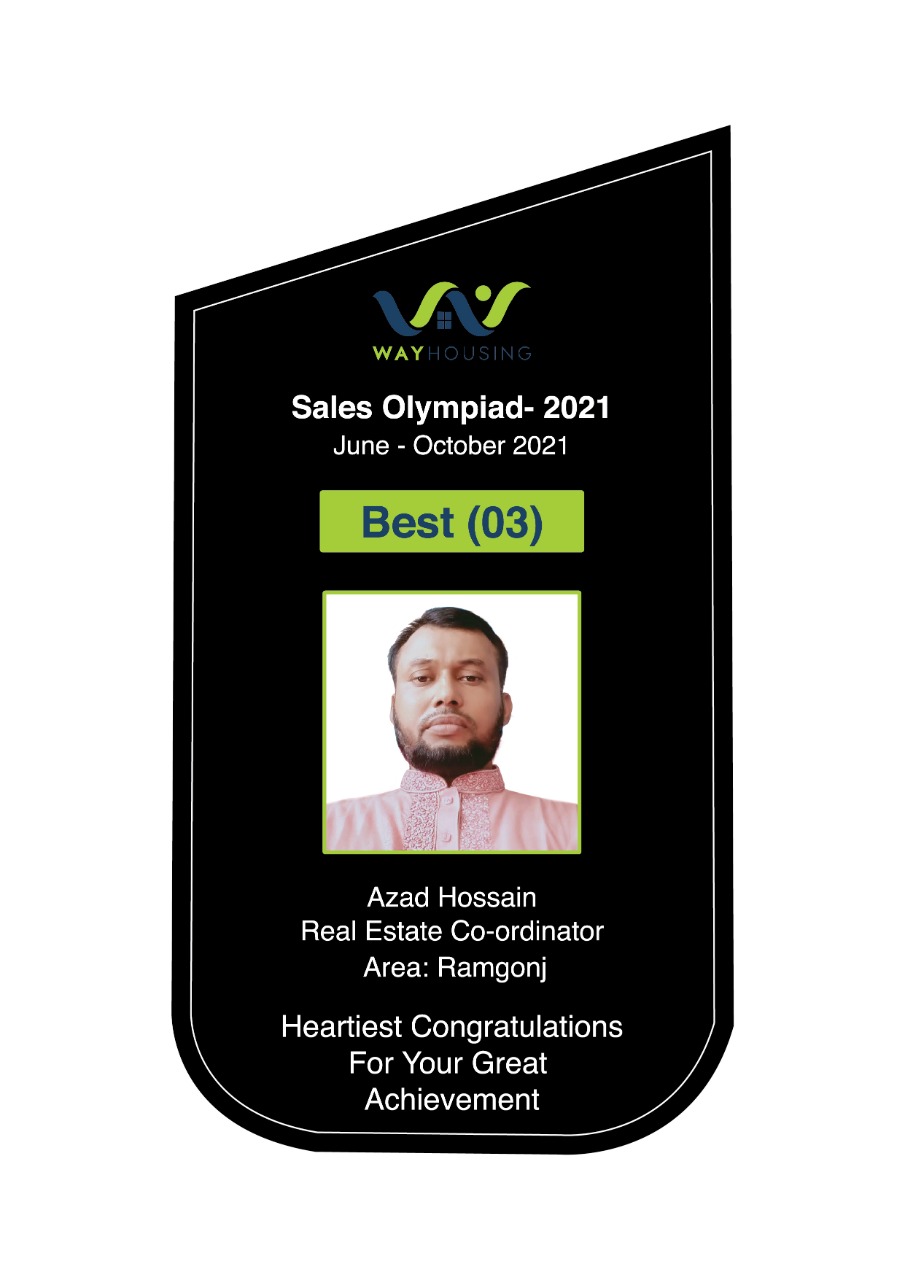 WAYHOUSING
Sales Olympiad- 2021
June - October 2021
Best (03)
Azad Hossain
Real Estate Co-ordinator
Area: Ramgonj
Heartiest Congratulations
For Your Great
Achievement